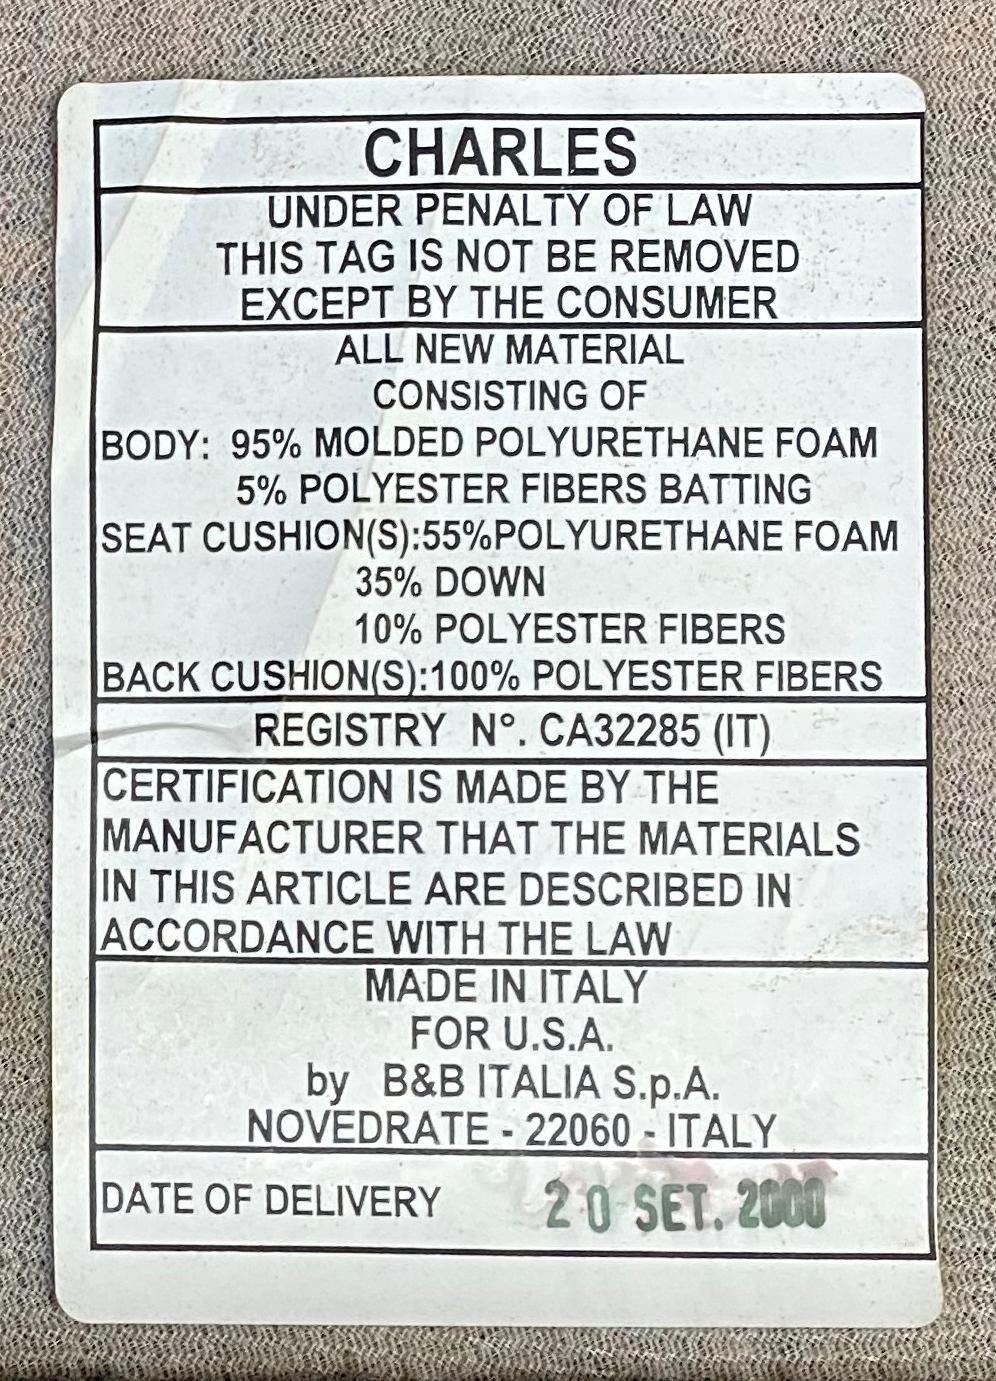 CHARLES
UNDER PENALTY OF LAW
THIS TAG IS NOT BE REMOVED
EXCEPT BY THE CONSUMER
ALL NEW MATERIAL
CONSISTING OF
BODY: 95% MOLDED POLYURETHANE FOAM
5% POLYESTER FIBERS BATTING
SEAT CUSHION(S):55%POLYURETHANE FOAM
35% DOWN
10% POLYESTER FIBERS
BACK CUSHION(S):100% POLYESTER FIBERS
REGISTRY N°. CA32285 (IT)
CERTIFICATION IS MADE BY THE
MANUFACTURER THAT THE MATERIALS
IN THIS ARTICLE ARE DESCRIBED IN
ACCORDANCE WITH THE LAW
MADE IN ITALY
FOR U.S.A.
by B&B ITALIA S.p.A.
NOVEDRATE - 22060 - ITALY
DATE OF DELIVERY 20 SET. 2000